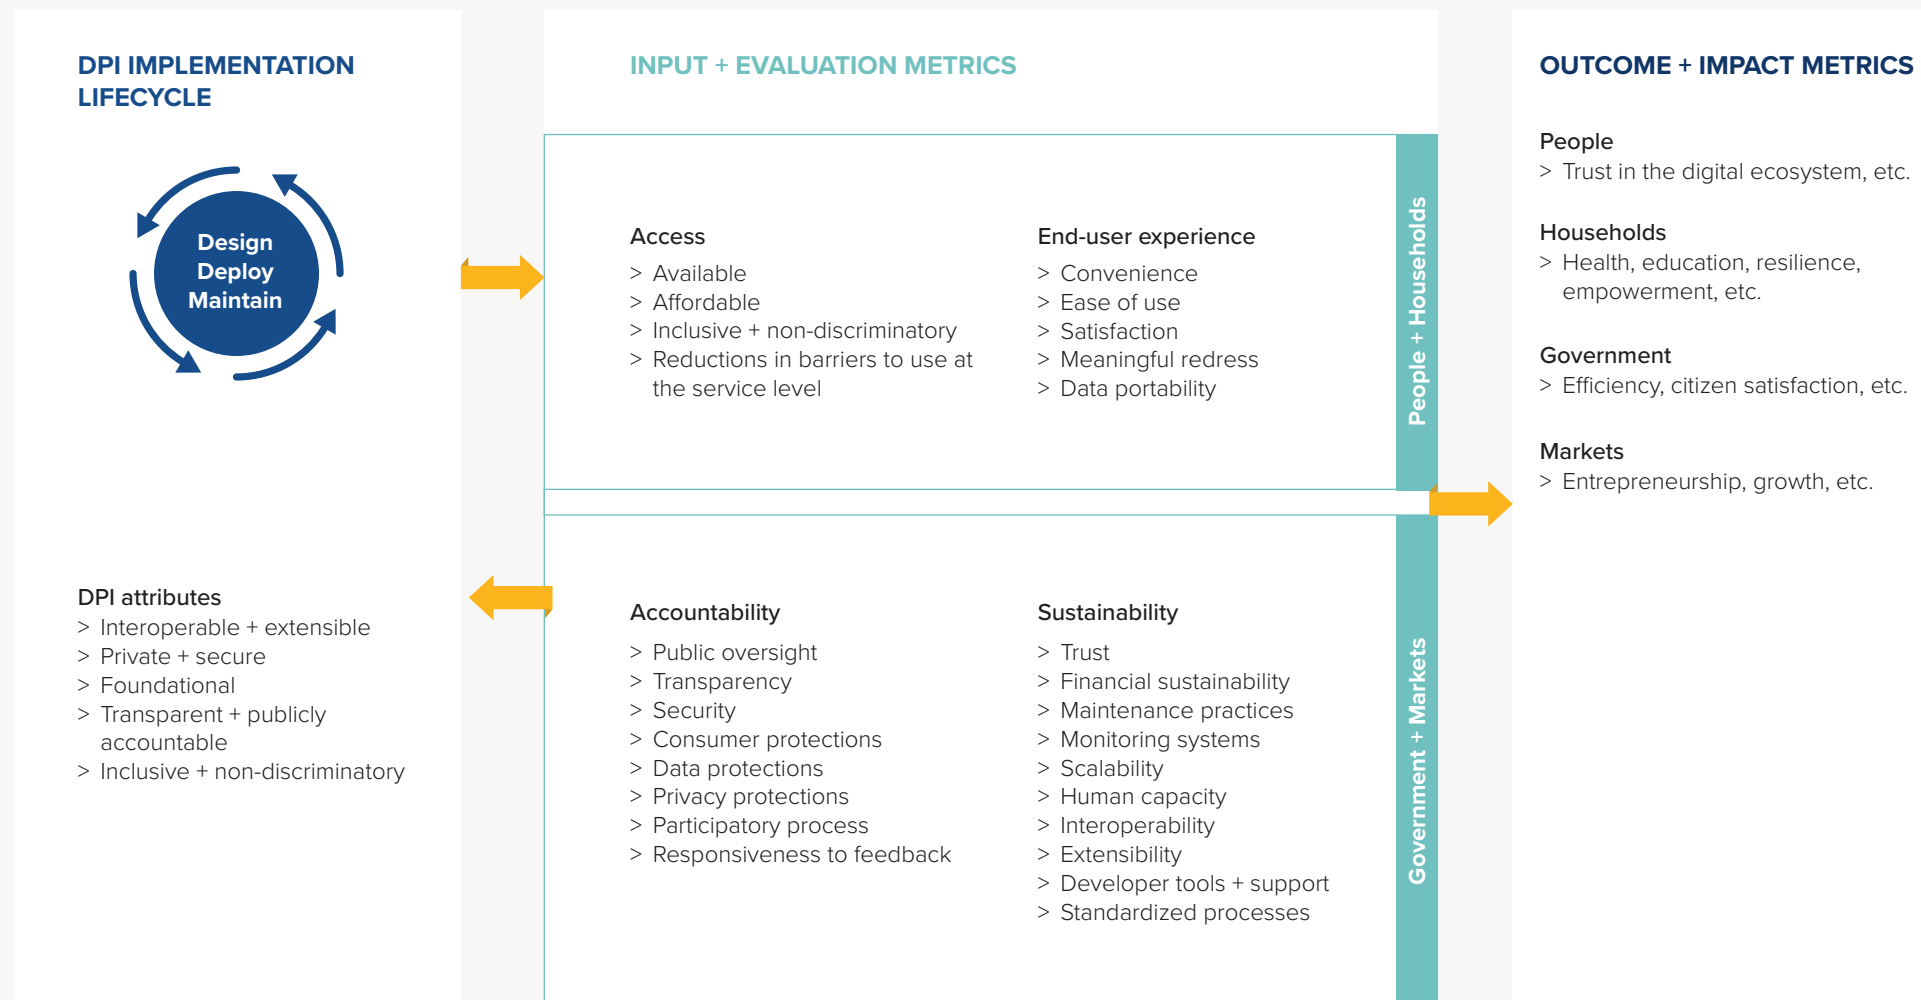 DPI IMPLEMENTATION
LIFECYCLE
Design
Deploy
Maintain
DPI attributes
> Interoperable + extensible
> Private + secure
> Foundational
> Transparent + publicly
accountable
> Inclusive + non-discriminatory
INPUT + EVALUATION METRICS
Access
> Available
> Affordable
> Inclusive + non-discriminatory
> Reductions in barriers to use at
the service level
End-user experience
> Convenience
> Ease of use
> Satisfaction
> Meaningful redress
> Data portability
People + Households
Accountability
> Public oversight
> Transparency
> Security
> Consumer protections
> Data protections
> Privacy protections
> Participatory process
> Responsiveness to feedback
Sustainability
> Trust
> Financial sustainability
> Maintenance practices
> Monitoring systems
> Scalability
> Human capacity
> Interoperability
> Extensibility
> Developer tools + support
> Standardized processes
Government + Markets
OUTCOME + IMPACT METRICS
People
> Trust in the digital ecosystem, etc.
Households
> Health, education, resilience,
empowerment, etc.
Government
> Efficiency, citizen satisfaction, etc.
Markets
> Entrepreneurship, growth, etc.